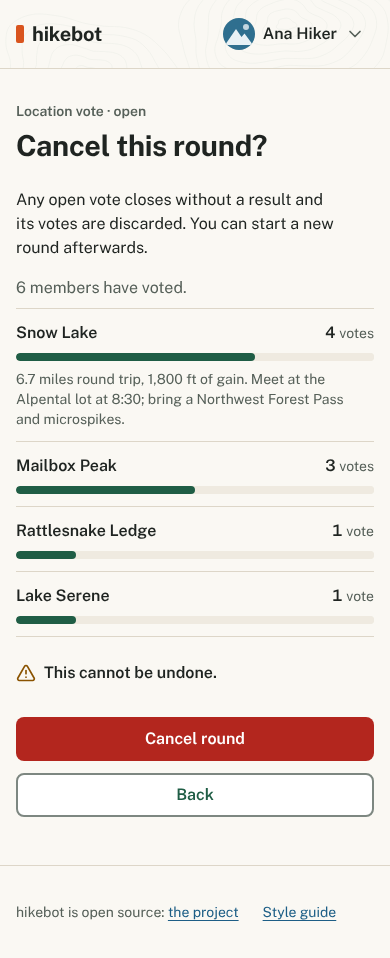 hikebot
Ana Hiker
Location vote · open
Cancel this round?
Any open vote closes without a result and
its votes are discarded. You can start a new
round afterwards.
6 members have voted.
Snow Lake 4 votes
6.7 miles round trip, 1,800 ft of gain. Meet at the
Alpental lot at 8:30; bring a Northwest Forest Pass
and microspikes.
Mailbox Peak 3 votes
Rattlesnake Ledge 1 vote
Lake Serene 1 vote
This cannot be undone.
Cancel round
Back
hikebot is open source: the project Style guide